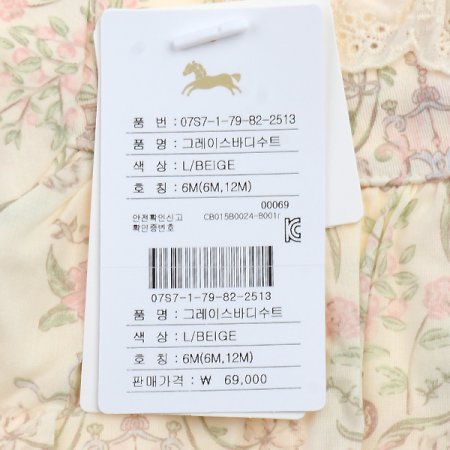 품 번 : 07S7-1-79-82-2513
품 명 : 그레이스바디수트
색 상 : L/BEIGE
호 칭 : 6M(6M,12M)
00069
안전확인신고 CB015B0024-8001r
확인증번호
07S7-1-79-82-2513
품 명 : 그레이스바디수트
색 상 : L/BEIGE
호 칭 : 6M(6M,12M)
판매가격 : ₩ 69,000